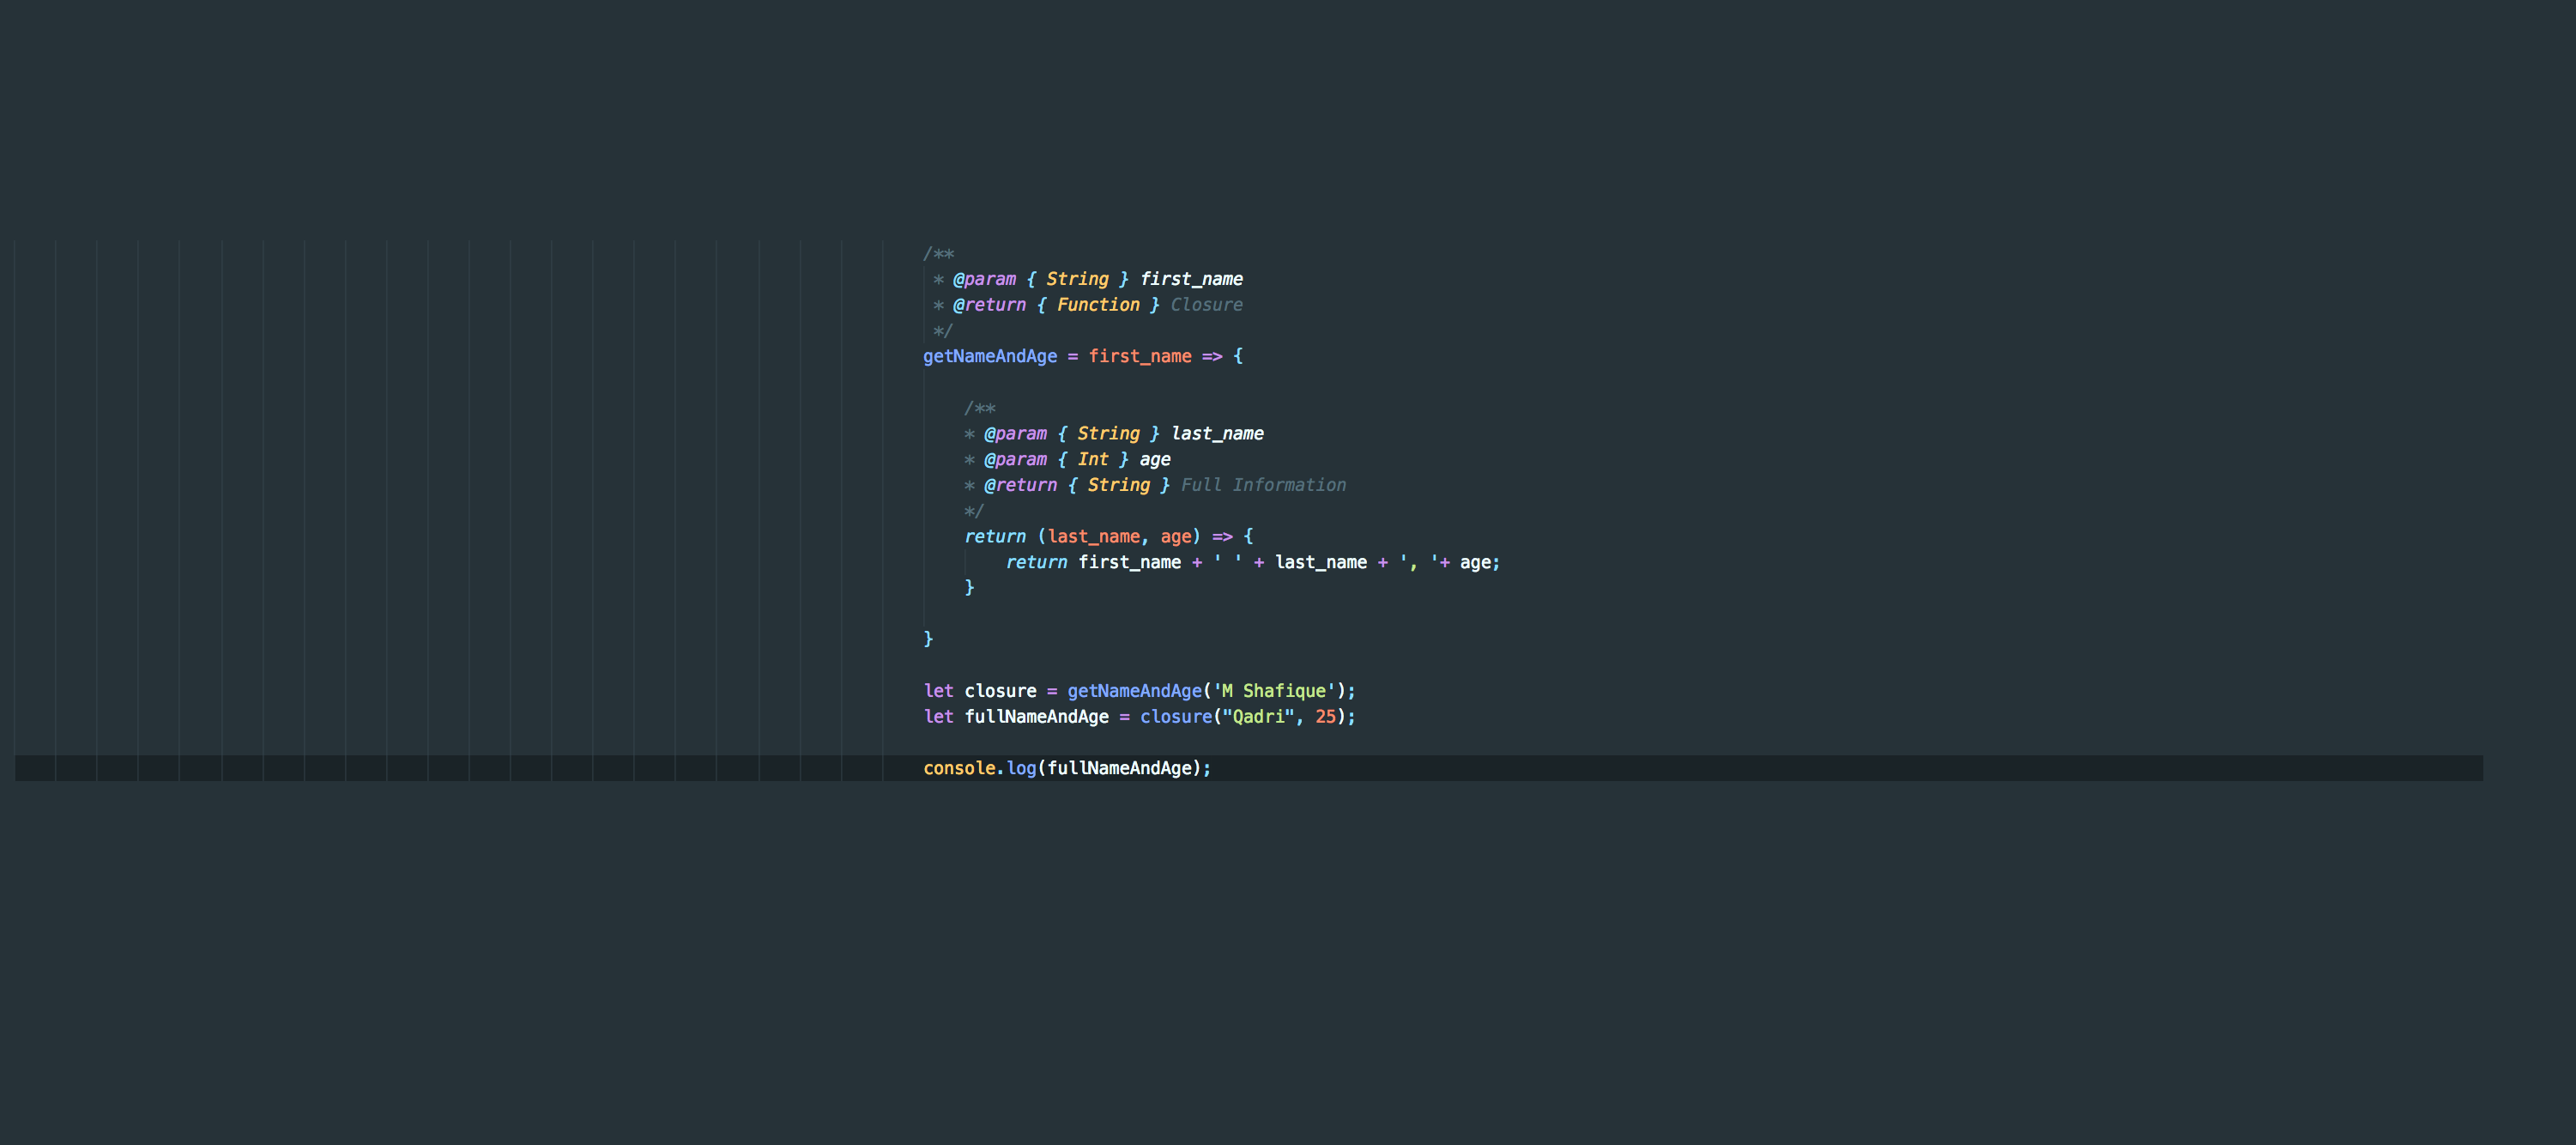 /**
 * @param { String } first_name
 * @return { Function } Closure
 */
getNameAndAge = first_name => {
    /**
    * @param { String } last_name
    * @param { Int } age
    * @return { String } Full Information
    */
    return (last_name, age) => {
        return first_name + ' ' + last_name + ', '+ age;
    }
}
let closure = getNameAndAge('M Shafique');
let fullNameAndAge = closure("Qadri", 25);
console.log(fullNameAndAge);